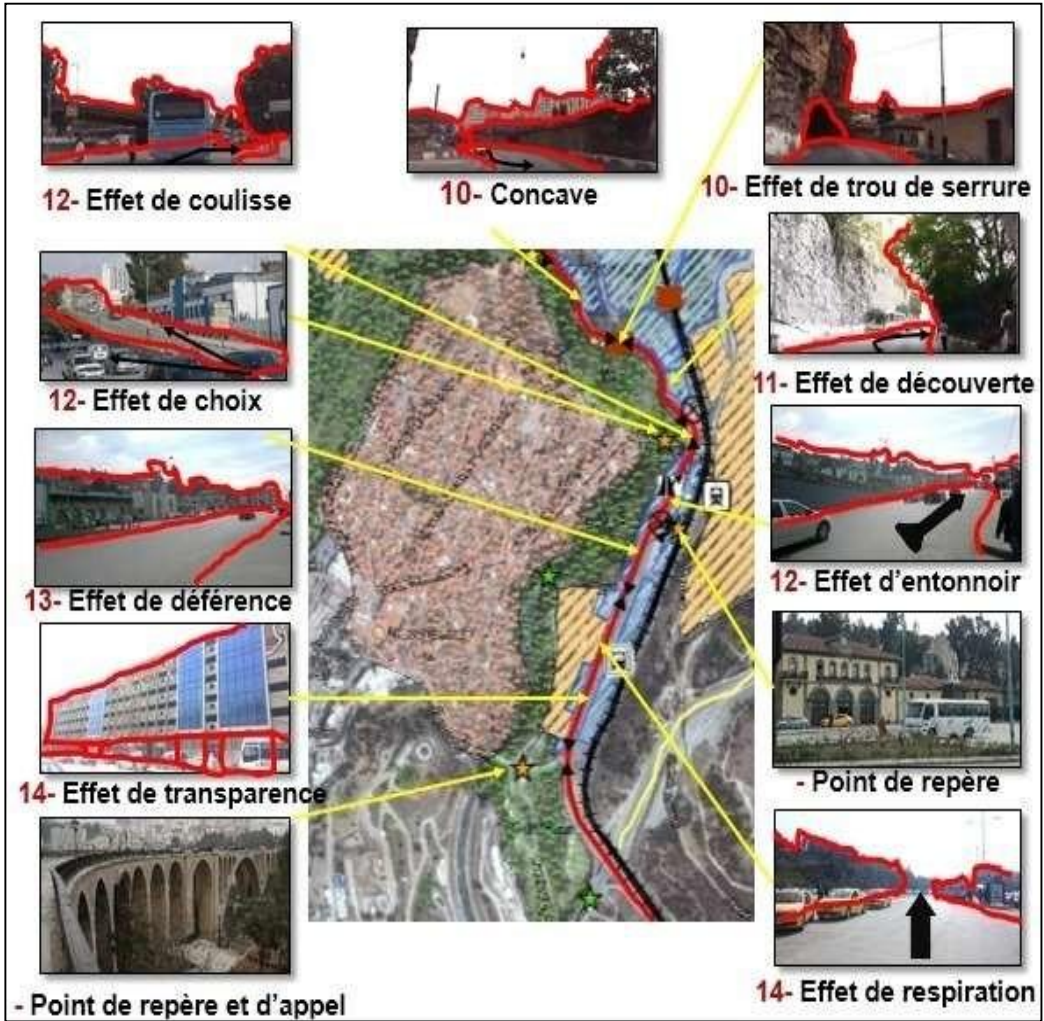 12- Effet de coulisse
10- Concave
10- Effet de trou de serrure
12- Effet de choix
11- Effet de découverte
13- Effet de déférence
12- Effet d'entonnoir
14- Effet de transparence
- Point de repère
- Point de repère et d'appel
14- Effet de respiration